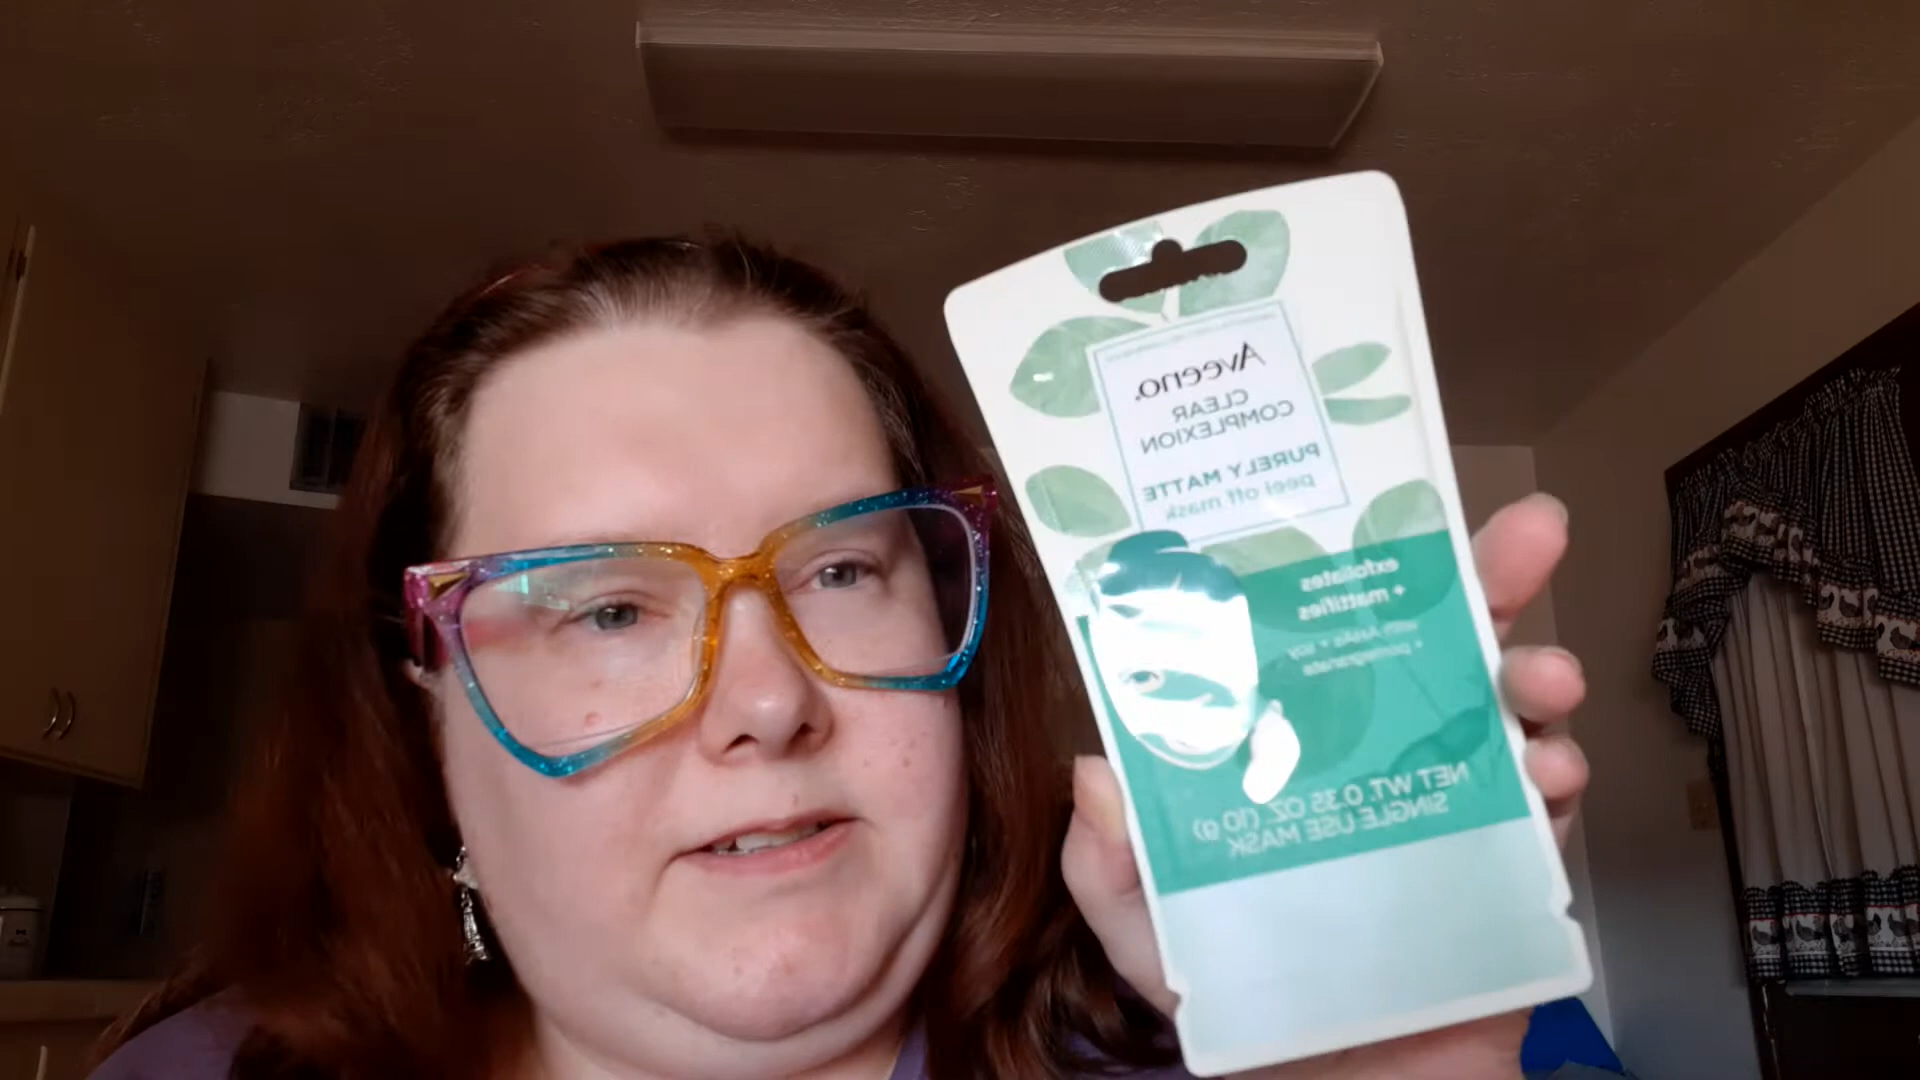 Aveeno.
CLEAR
COMPLEXION
PURELY MATTE
peel off mask
exfoliates
+ mattifies
with AHAs + soy
+ pomegranate
NET WT. 0.35 OZ. (10 g)
SINGLE USE MASK